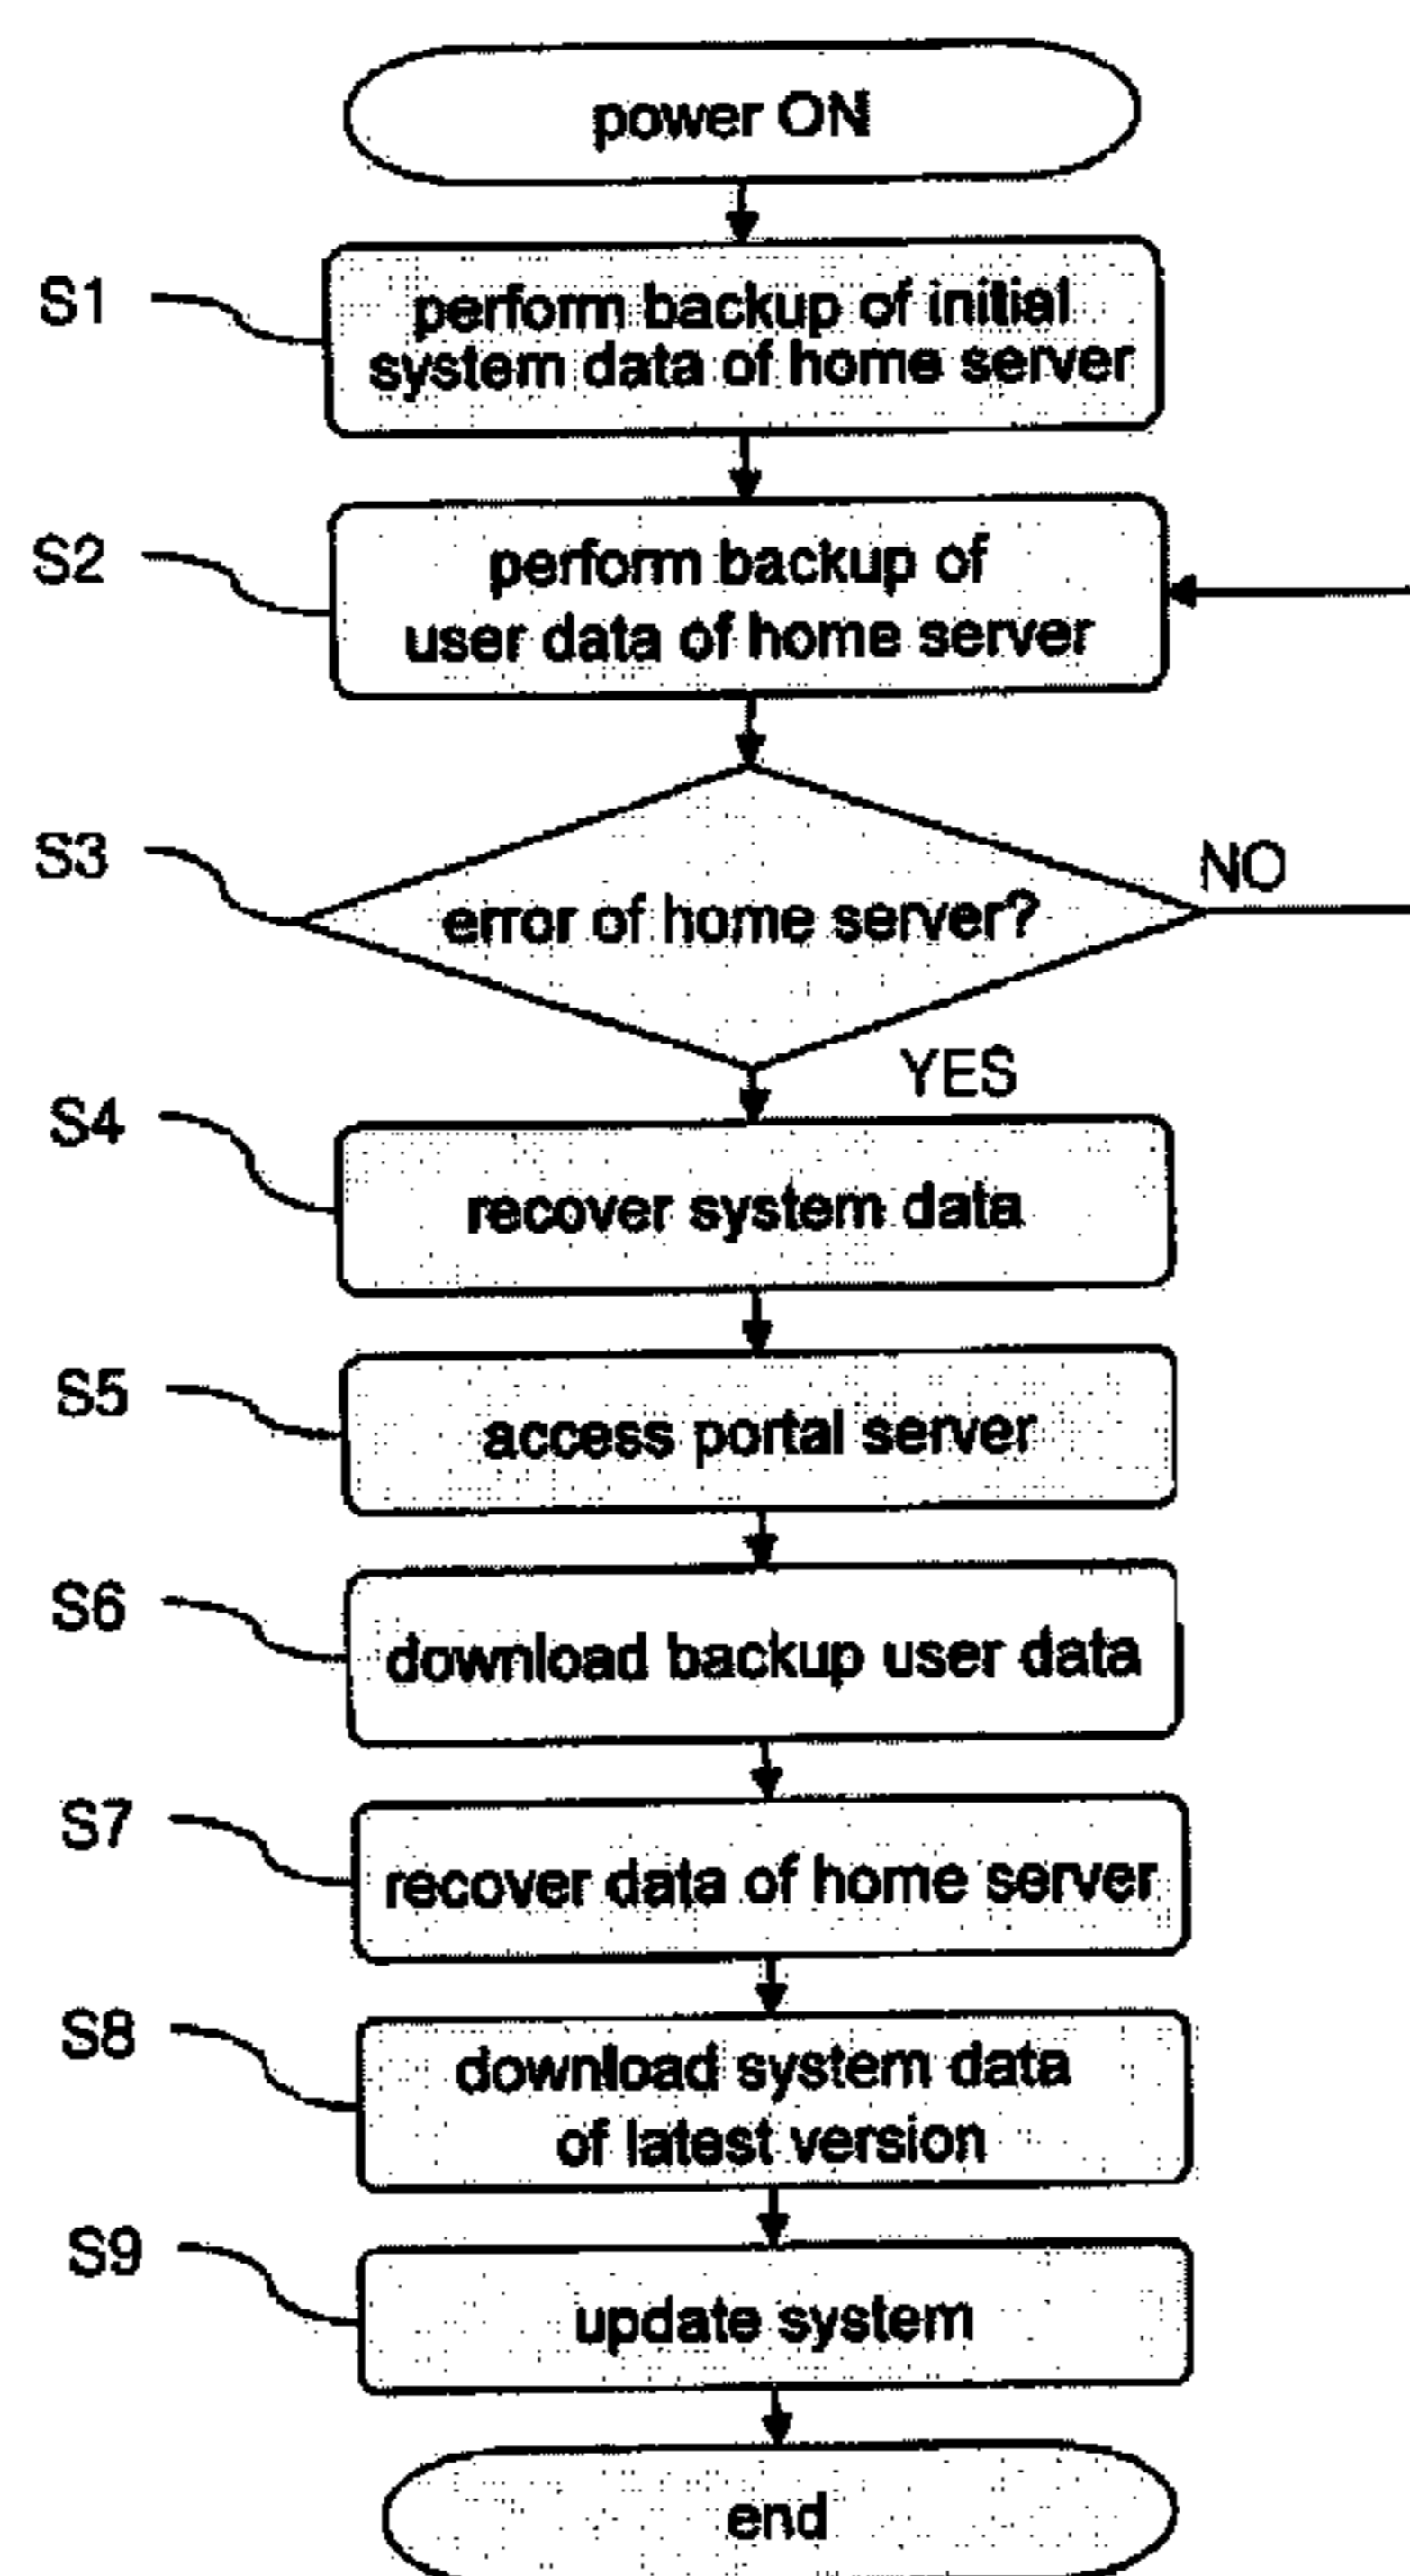 power ON
S1
perform backup of initial
system data of home server
S2
perform backup of
user data of home server
S3
error of home server?
NO
YES
S4
recover system data
S5
access portal server
S6
download backup user data
S7
recover data of home server
S8
download system data
of latest version
S9
update system
end